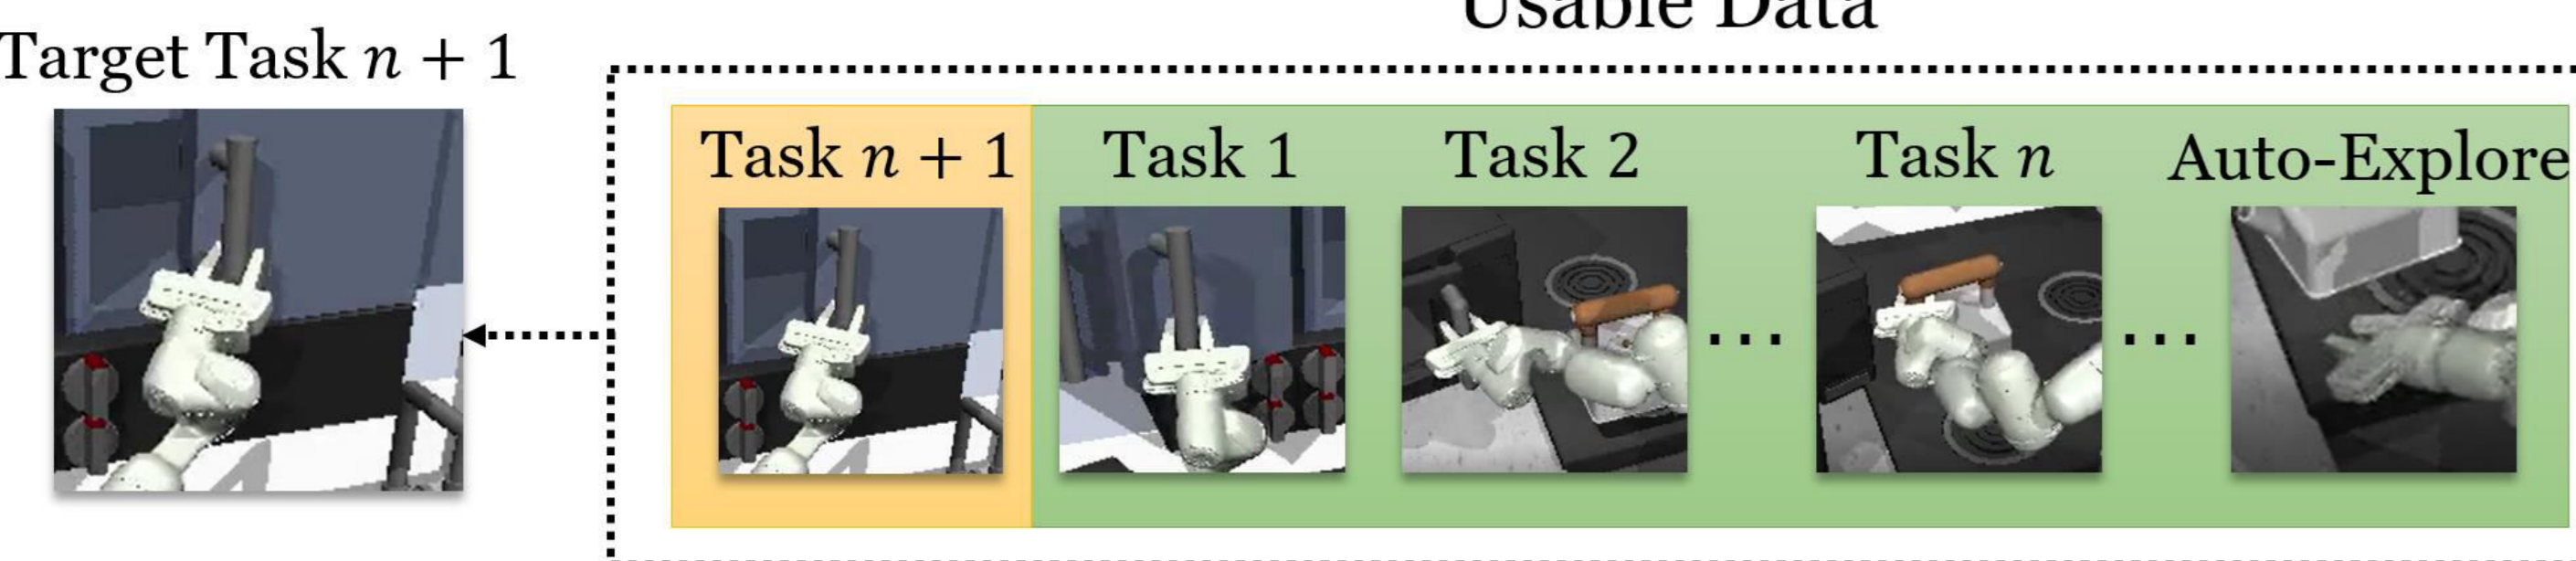 Usable Data
Target Task n + 1
Task n + 1
Task 1
Task 2
...
Task n
...
Auto-Explore